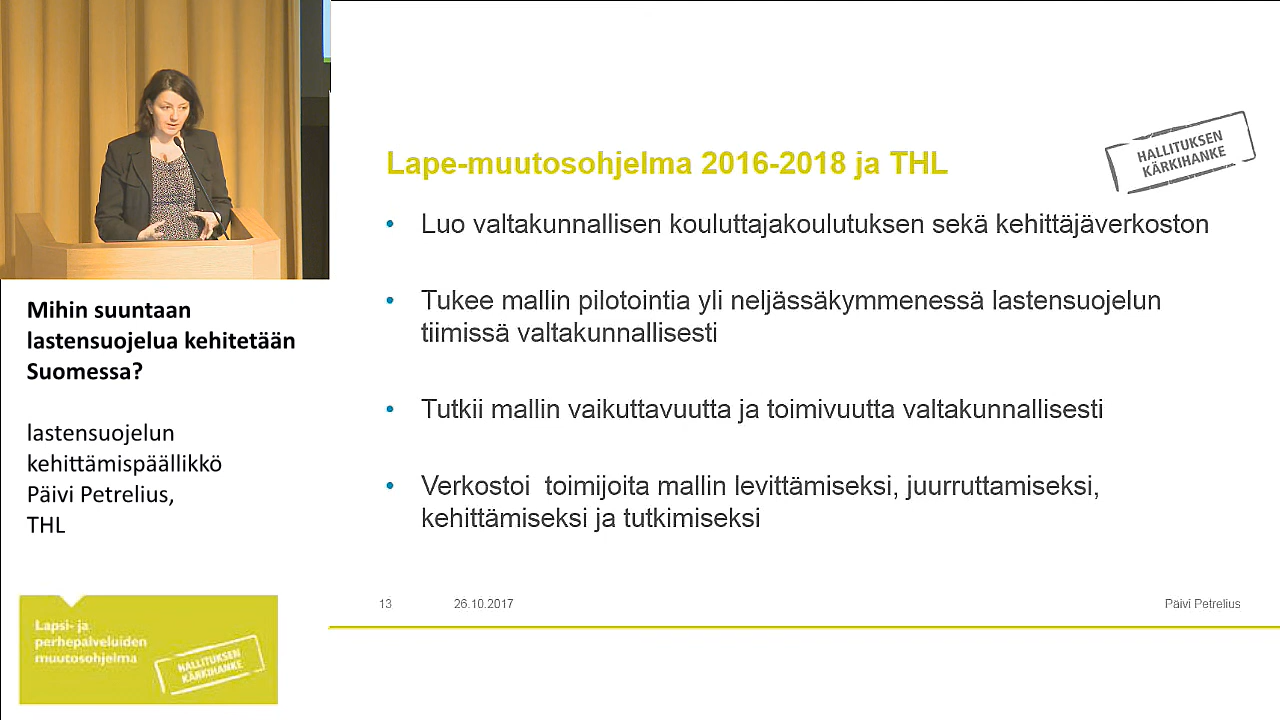 Mihin suuntaan
lastensuojelua kehitetään
Suomessa?
lastensuojelun
kehittämispäällikkö
Päivi Petrelius,
THL
Lapsi- ja
perhepalveluiden
muutosohjelma
HALLITUKSEN
KÄRKIHANKE
HALLITUKSEN
KÄRKIHANKE
Lape-muutosohjelma 2016-2018 ja THL
• Luo valtakunnallisen kouluttajakoulutuksen sekä kehittäjäverkoston
• Tukee mallin pilotointia yli neljässäkymmenessä lastensuojelun
tiimissä valtakunnallisesti
• Tutkii mallin vaikuttavuutta ja toimivuutta valtakunnallisesti
• Verkostoi toimijoita mallin levittämiseksi, juurruttamiseksi,
kehittämiseksi ja tutkimiseksi
13 26.10.2017 Päivi Petrelius